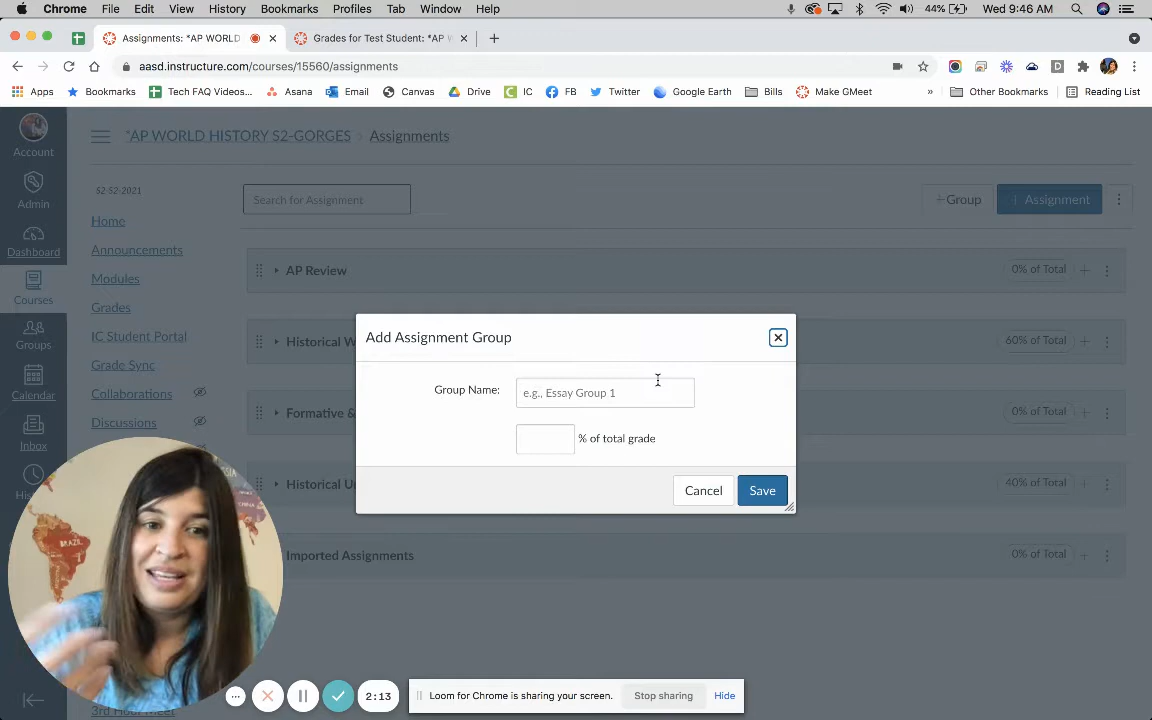 Chrome File Edit View History Bookmarks Profiles Tab Window Help 44% Wed 9:46 AM
Assignments: *AP WORLD Grades for Test Student: *AP
aasd.instructure.com/courses/15560/assignments
Apps Bookmarks Tech FAQ Videos... Asana Email Canvas Drive IC FB Twitter Google Earth Bills Make GMeet » Other Bookmarks Reading List
Account
Admin
Dashboard
Courses
Groups
Calendar
Inbox
*AP WORLD HISTORY S2-GORGES > Assignments
S2-S2-2021
Home
Announcements
Modules
Grades
IC Student Portal
Grade Sync
Collaborations
Discussions
Search for Assignment
+Group
+ Assignment
AP Review 0% of Total
Historical W 60% of Total
Formative & 0% of Total
Historical 40% of Total
Imported Assignments 0% of Total
Add Assignment Group
Group Name: e.g., Essay Group 1
% of total grade
Cancel Save
BRAZIL
2:13
Loom for Chrome is sharing your screen. Stop sharing Hide